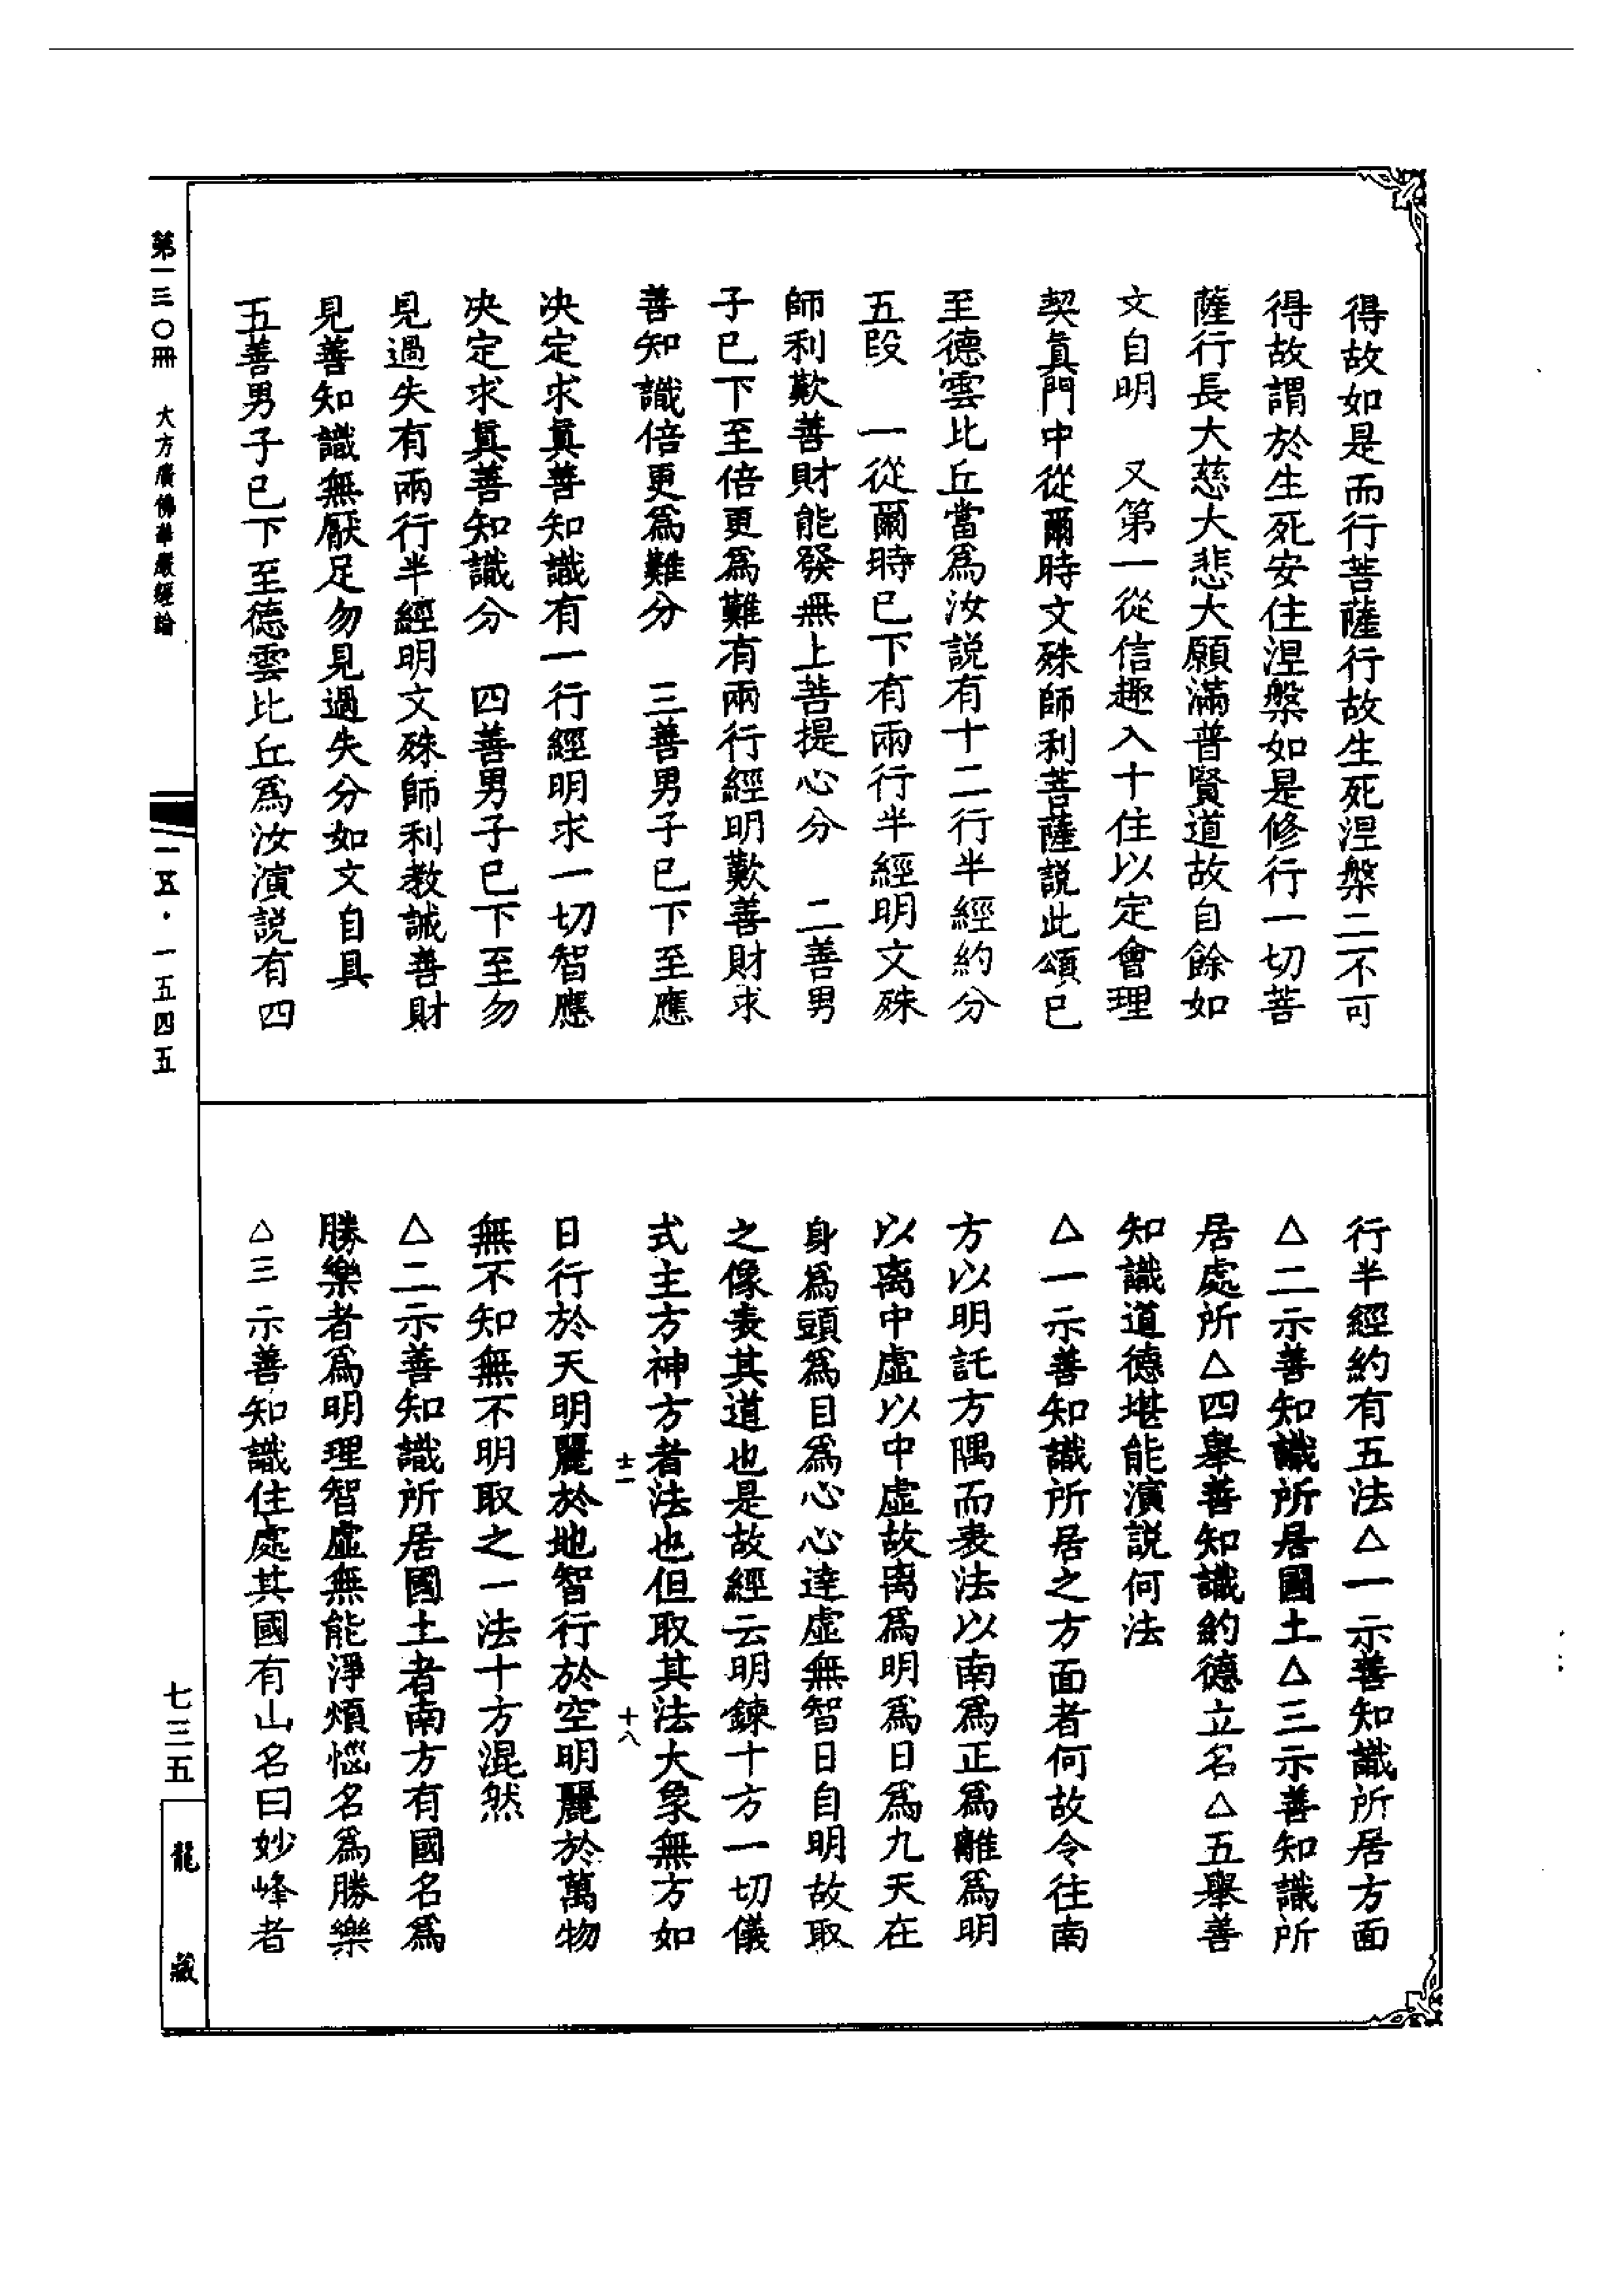 得故如是而行菩薩行故生死涅槃二不可
得故謂於生死安住涅槃如是修行一切菩
薩行長大慈大悲大願滿普賢道故自餘如
文自明　又第一從信趣入十住以定會理
契眞門中從爾時文殊師利菩薩説此頌已
至德雲比丘當爲汝説有十二行半經約分
五段　一從爾時已下有兩行半經明文殊
師利歎善財能發無上菩提心分　二善男
子已下至倍更爲難有兩行經明歎善財求
善知識倍更爲難分　三善男子已下至應
决定求眞善知識有一行經明求一切智應
决定求眞善知識分　四善男子已下至勿
見過失有兩行半經明文殊師利教誡善財
見善知識無厭足勿見過失分如文自具
五善男子已下至德雲比丘爲汝演説有四
行半經約有五法△一示善知識所居方面
△二示善知識所居國土△三示善知識所
居處所△四舉善知識約德立名△五舉善
知識道德堪能演説何法
△一示善知識所居之方面者何故令往南
方以明託方隅而表法以南爲正爲離爲明
以离中虛以中虛故离爲明爲日爲九天在
身爲頭爲目爲心心達虛無智日自明故取
之像表其道也是故經云明鍊十方一切儀
式主方神方者法也但取其法大象無方如
士一　十八
日行於天明麗於地智行於空明麗於萬物
無不知無不明取之一法十方混然
△二示善知識所居國土者南方有國名爲
勝樂者爲明理智虛無能淨煩惱名爲勝樂
△三示善知識住處其國有山名曰妙峰者
第一三〇冊　大方廣佛華嚴經論
一五·一五四五
七三五
龍藏